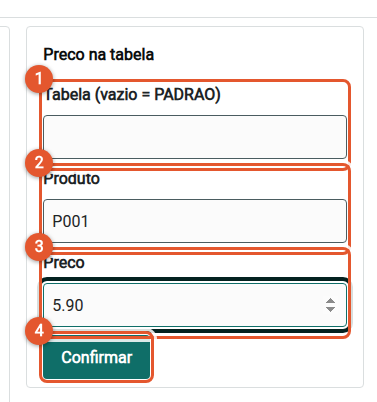 Preco na tabela
1
Tabela (vazio = PADRAO)
2
Produto
P001
3
Preco
5.90
4
Confirmar